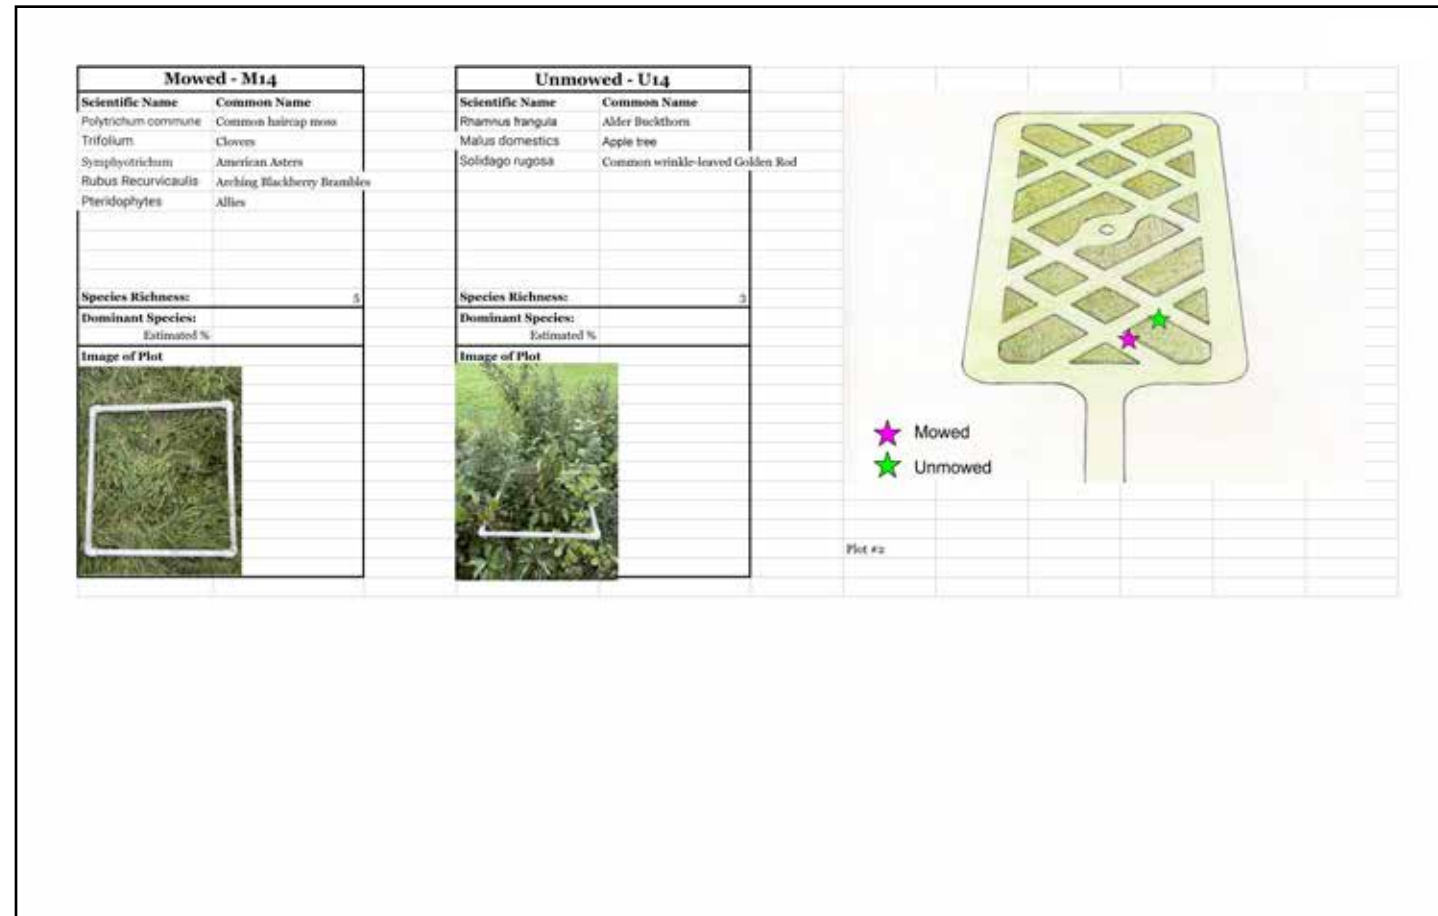 Mowed - M14
Scientific Name Common Name
Polytrichum commune Common haircap moss
Trifolium Clovers
Symphyotrichum American Asters
Rubus Recurvicaulis Arching Blackberry Brambles
Pteridophytes Allies
Species Richness: 5
Dominant Species:
Estimated %
Image of Plot
Unmowed - U14
Scientific Name Common Name
Rhamnus frangula Alder Buckthorn
Malus domestics Apple tree
Solidago rugosa Common wrinkle-leaved Golden Rod
Species Richness: 3
Dominant Species:
Estimated %
Image of Plot
Mowed
Unmowed
Plot #2